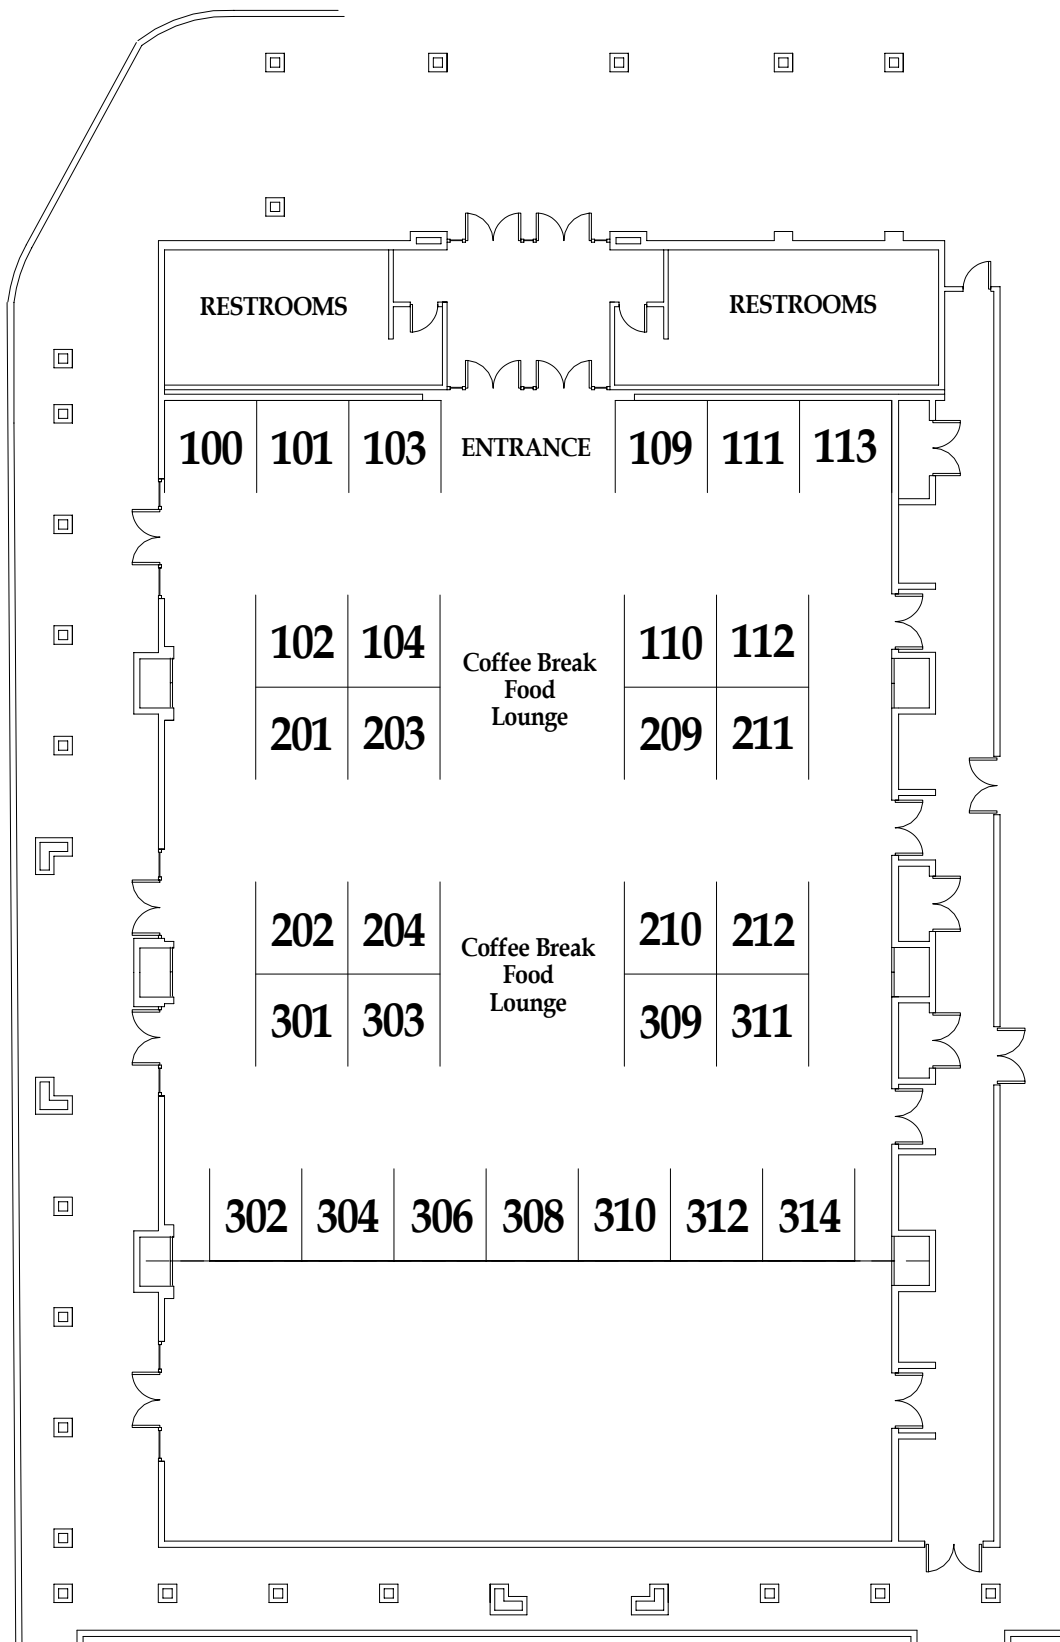 RESTROOMS
RESTROOMS
100 101 103 ENTRANCE 109 111 113
102 104 110 112
Coffee Break
Food
Lounge
201 203 209 211
202 204 210 212
Coffee Break
Food
Lounge
301 303 309 311
302 304 306 308 310 312 314